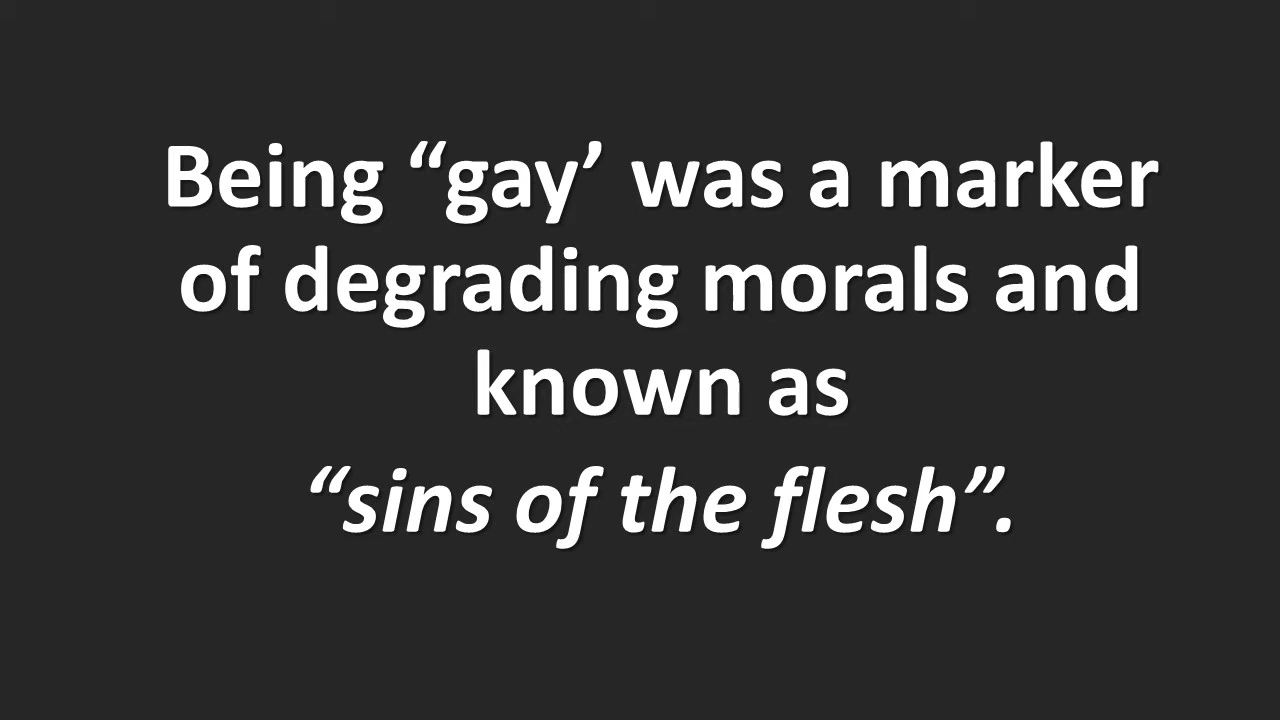 Being “gay’ was a marker
of degrading morals and
known as
“sins of the flesh”.